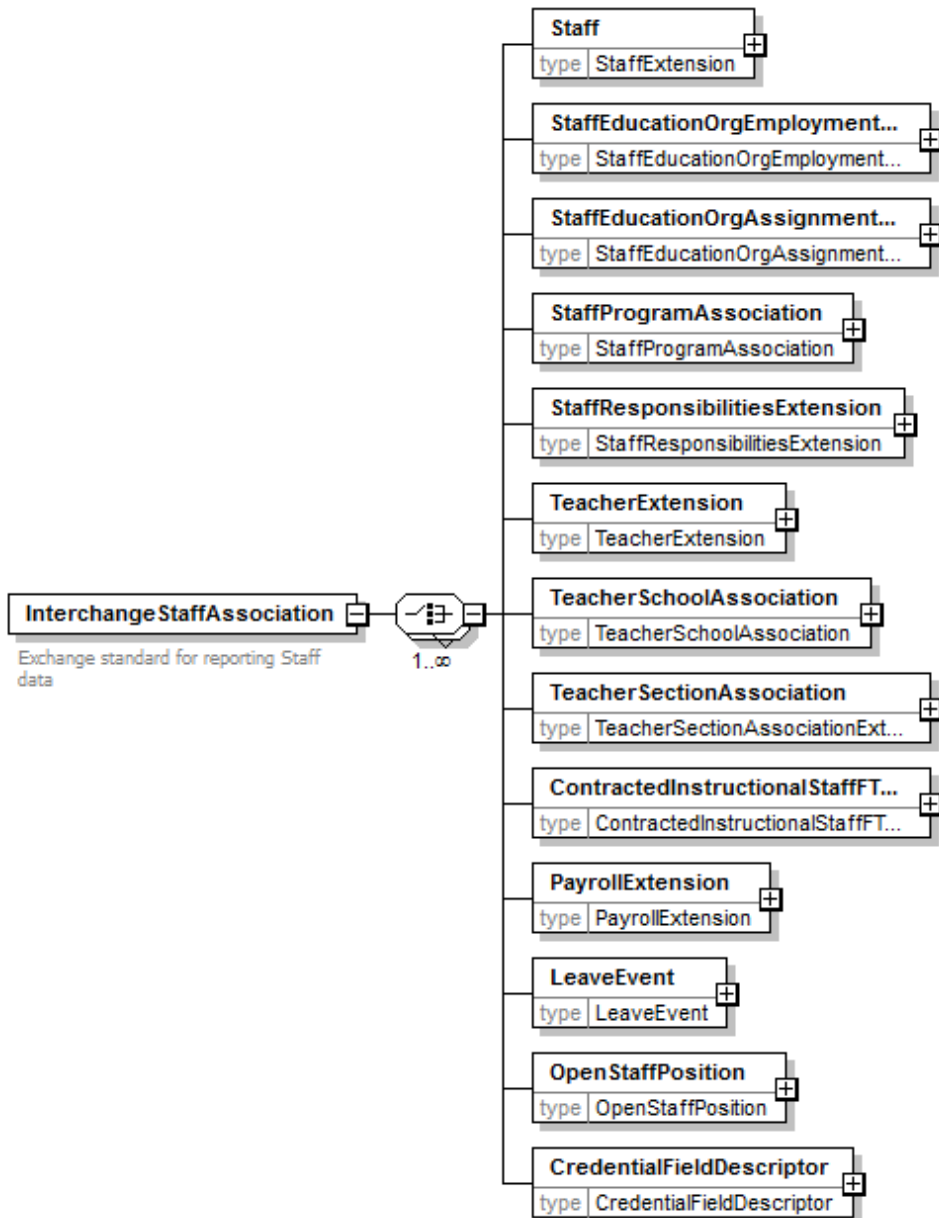 Staff
type StaffExtension
StaffEducationOrgEmployment...
type StaffEducationOrgEmployment...
StaffEducationOrgAssignment...
type StaffEducationOrgAssignment...
StaffProgramAssociation
type StaffProgramAssociation
StaffResponsibilitiesExtension
type StaffResponsibilitiesExtension
TeacherExtension
type TeacherExtension
InterchangeStaffAssociation
Exchange standard for reporting Staff
data
1..∞
TeacherSchoolAssociation
type TeacherSchoolAssociation
TeacherSectionAssociation
type TeacherSectionAssociationExt...
ContractedInstructionalStaffFT...
type ContractedInstructionalStaffFT...
PayrollExtension
type PayrollExtension
LeaveEvent
type LeaveEvent
OpenStaffPosition
type OpenStaffPosition
CredentialFieldDescriptor
type CredentialFieldDescriptor